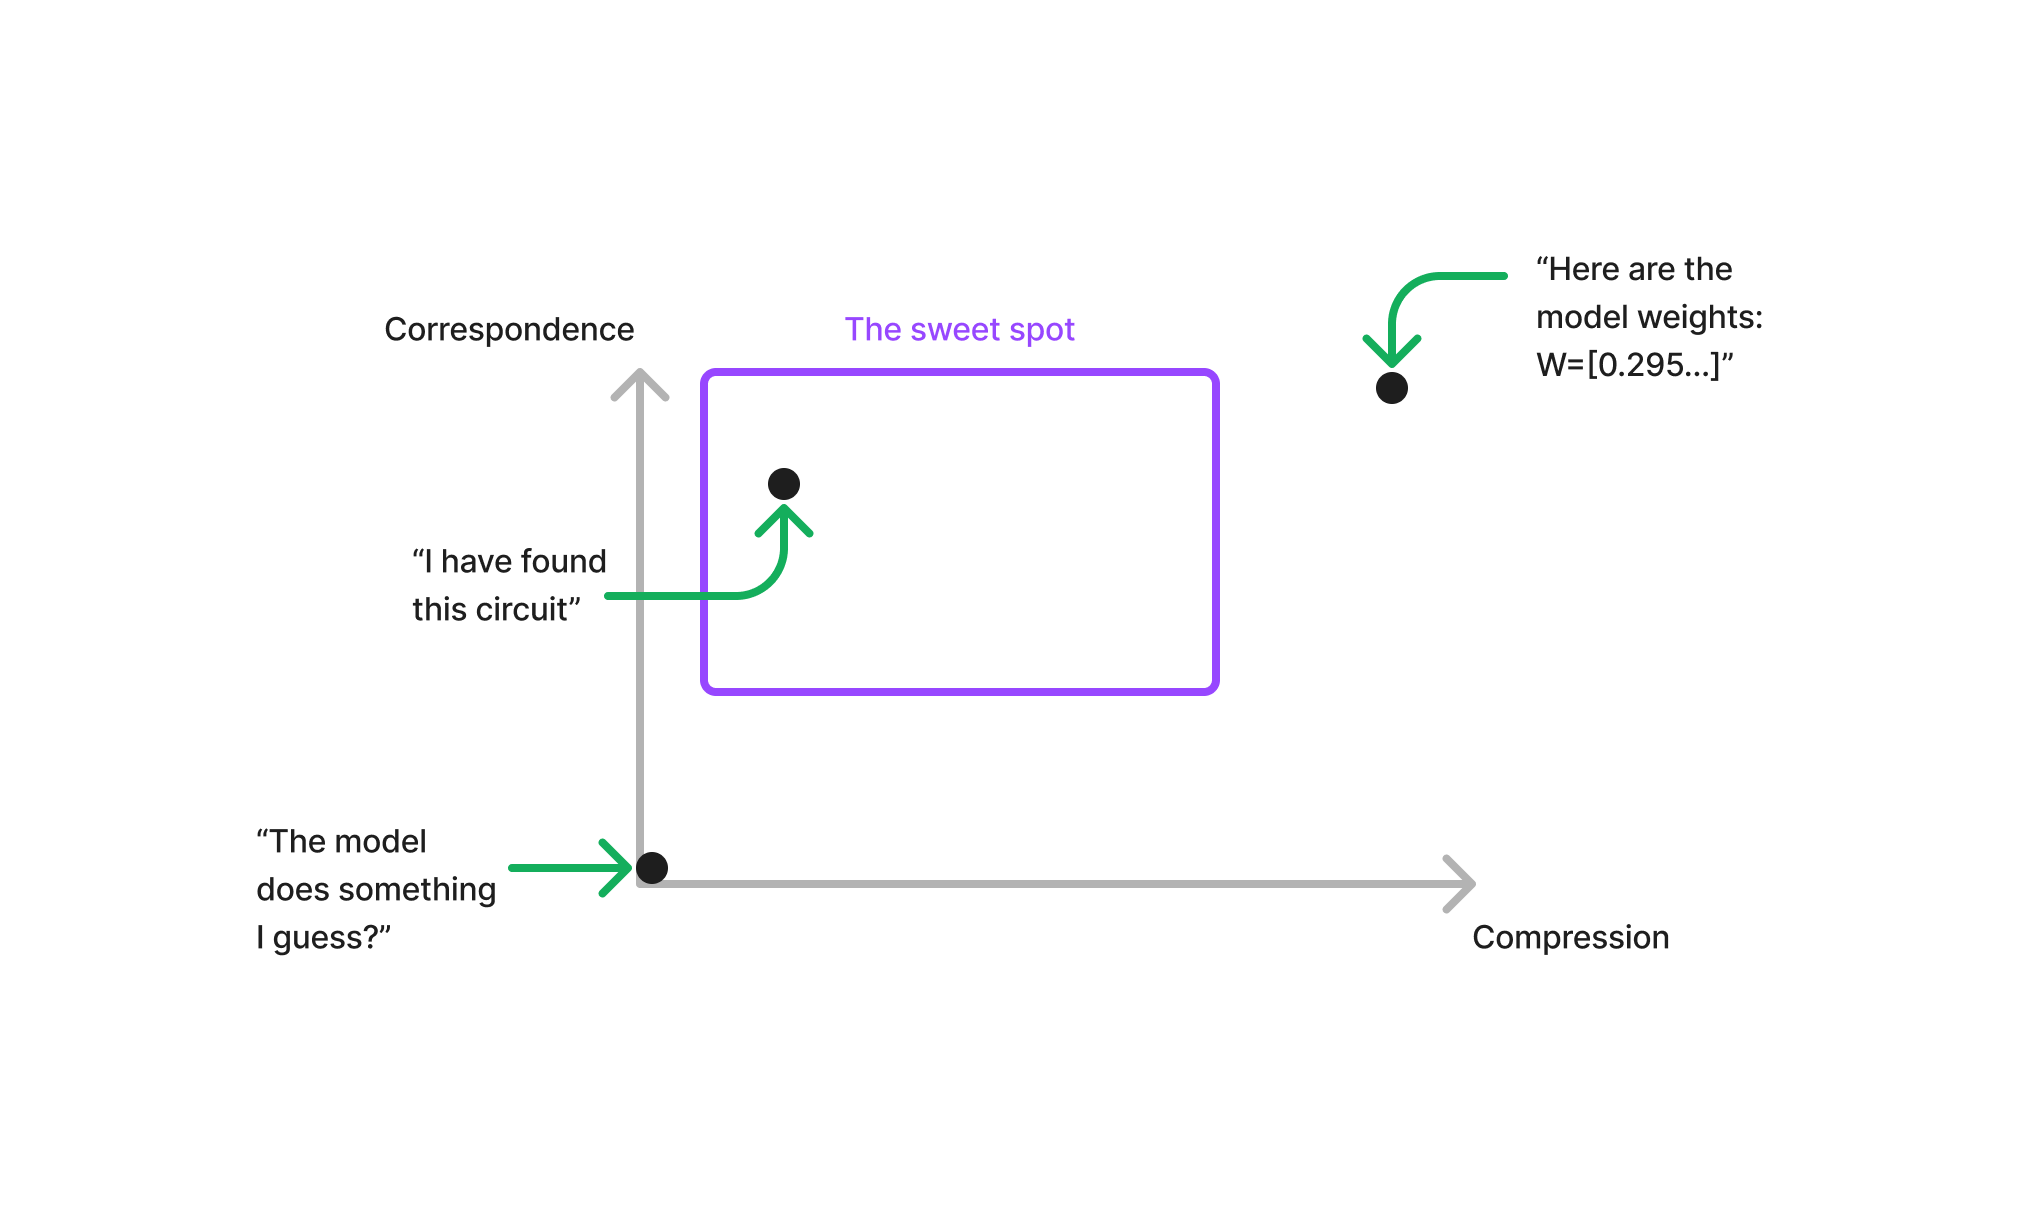 “Here are the
model weights:
W=[0.295...]”
Correspondence
The sweet spot
“I have found
this circuit”
“The model
does something
I guess?”
Compression